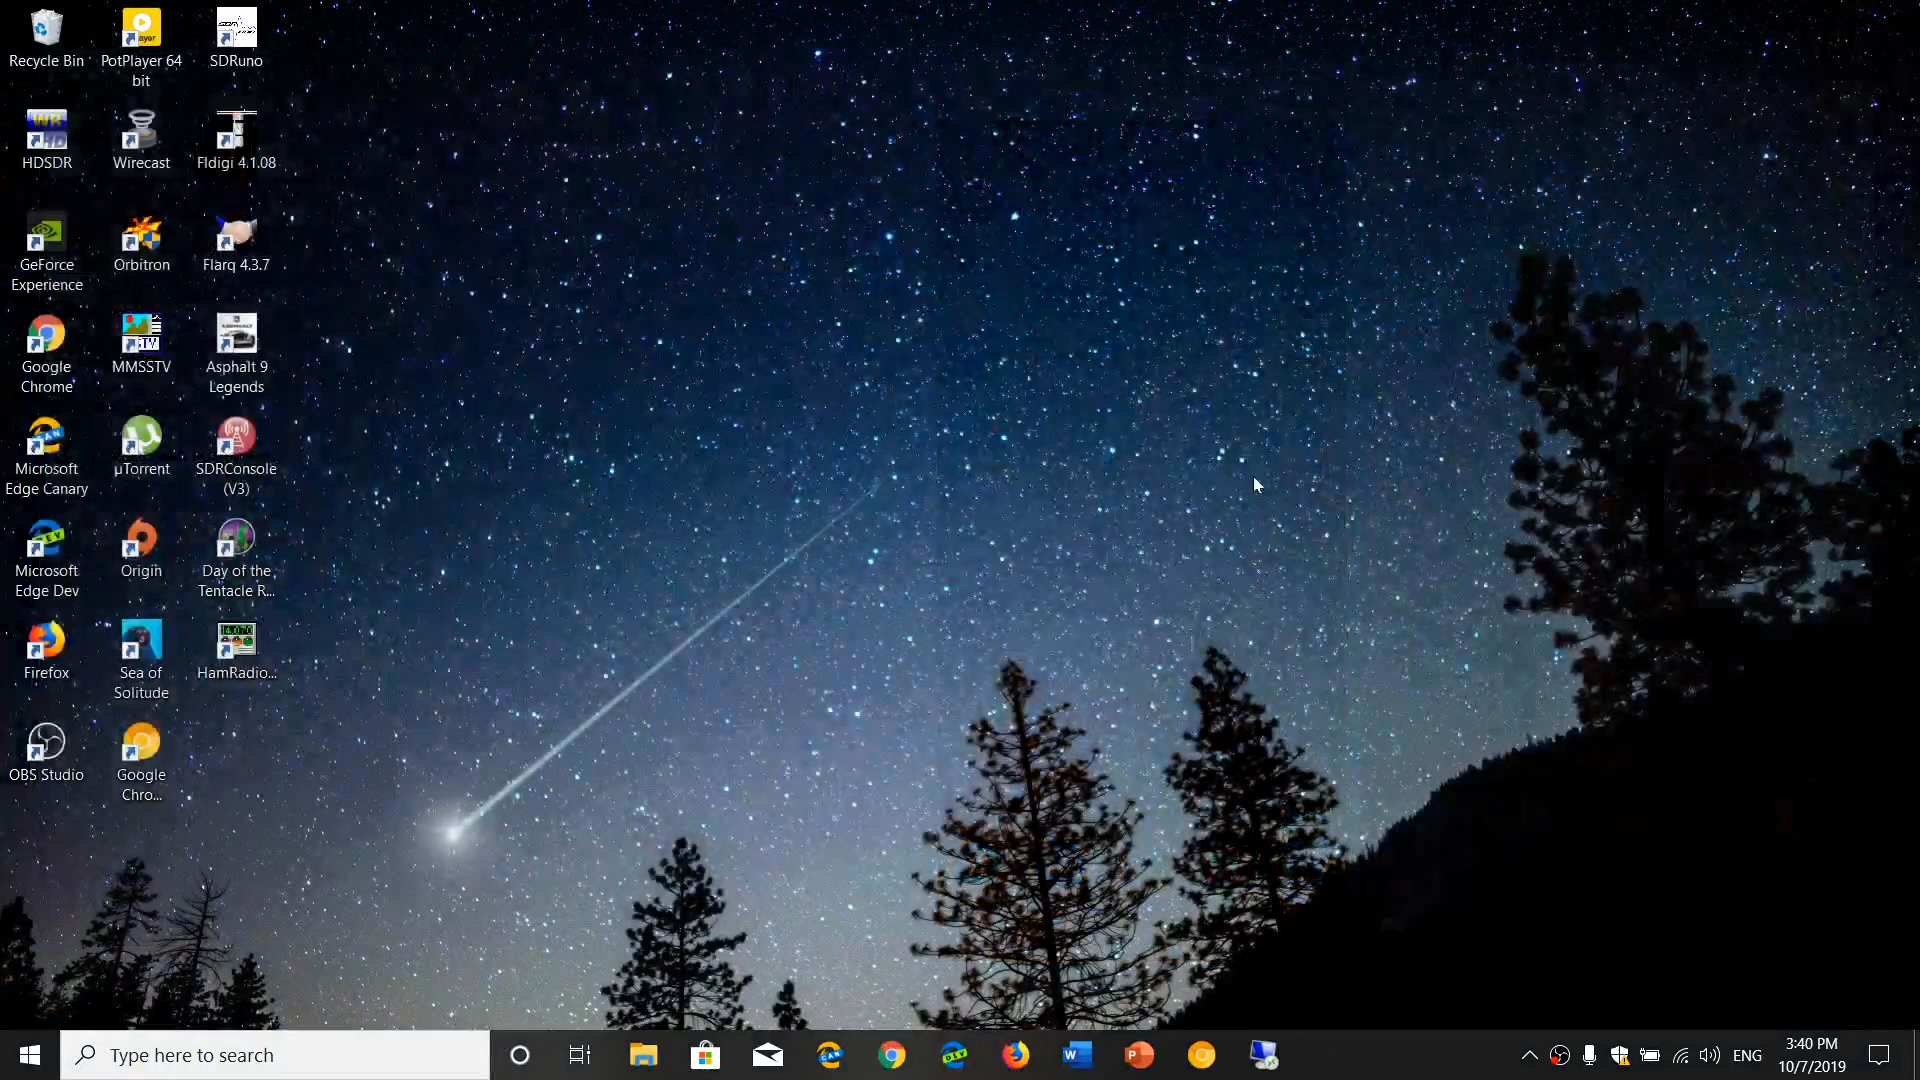 Recycle Bin
PotPlayer 64
bit
SDRuno
HDSDR
Wirecast
Fldigi 4.1.08
GeForce
Experience
Orbitron
Flarq 4.3.7
Google
Chrome
MMSSTV
Asphalt 9
Legends
Microsoft
Edge Canary
µTorrent
SDRConsole
(V3)
Microsoft
Edge Dev
Origin
Day of the
Tentacle R...
Firefox
Sea of
Solitude
HamRadio...
OBS Studio
Google
Chro...
Type here to search
ENG
3:40 PM
10/7/2019